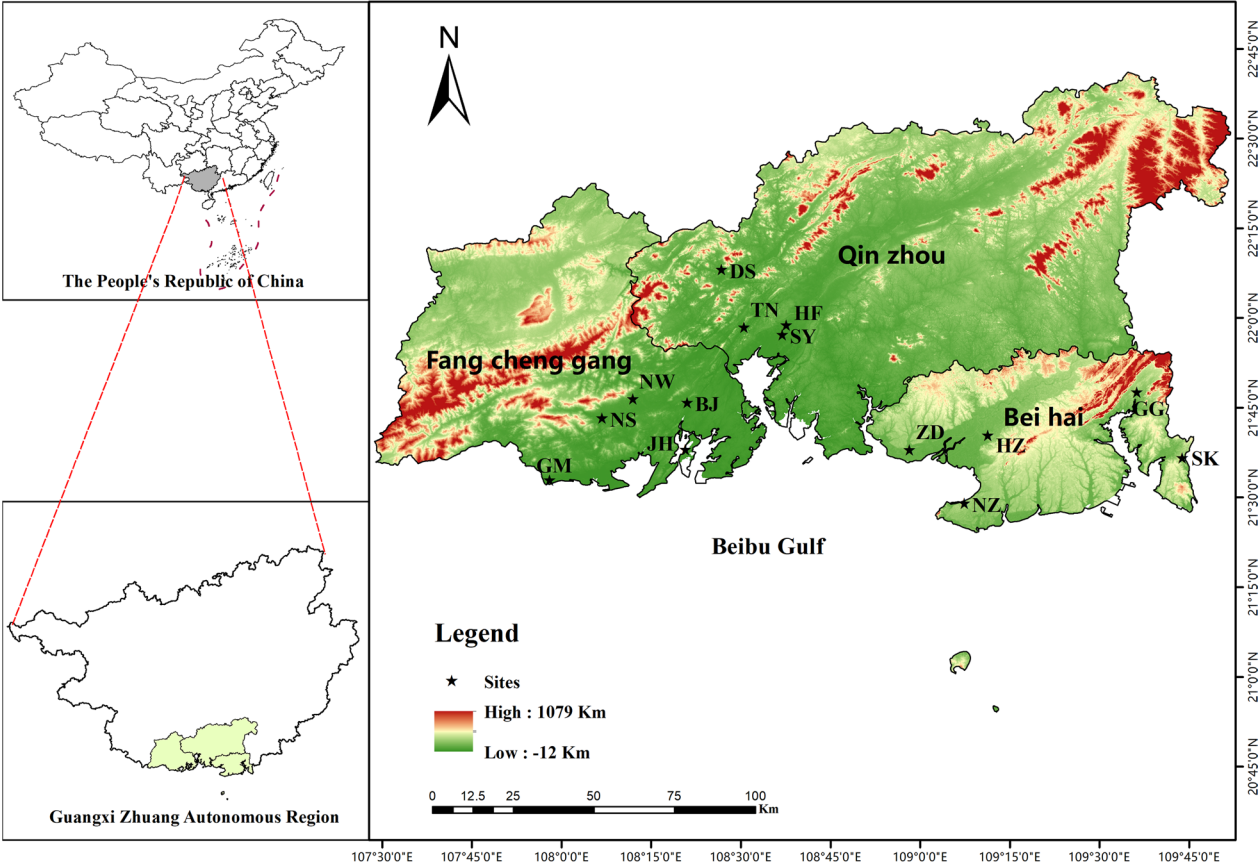 The People's Republic of China
Guangxi Zhuang Autonomous Region
N
Qin zhou
DS
TN
HF
SY
Fang cheng gang
NW
BJ
NS
JH
GM
Bei hai
GG
ZD
HZ
SK
NZ
Beibu Gulf
Legend
Sites
High : 1079 Km
Low : -12 Km
0 12.5 25 50 75 100
Km
22°45'0"N
22°30'0"N
22°15'0"N
22°0'0"N
21°45'0"N
21°30'0"N
21°15'0"N
21°0'0"N
20°45'0"N
107°30'0"E 107°45'0"E 108°0'0"E 108°15'0"E 108°30'0"E 108°45'0"E 109°0'0"E 109°15'0"E 109°30'0"E 109°45'0"E